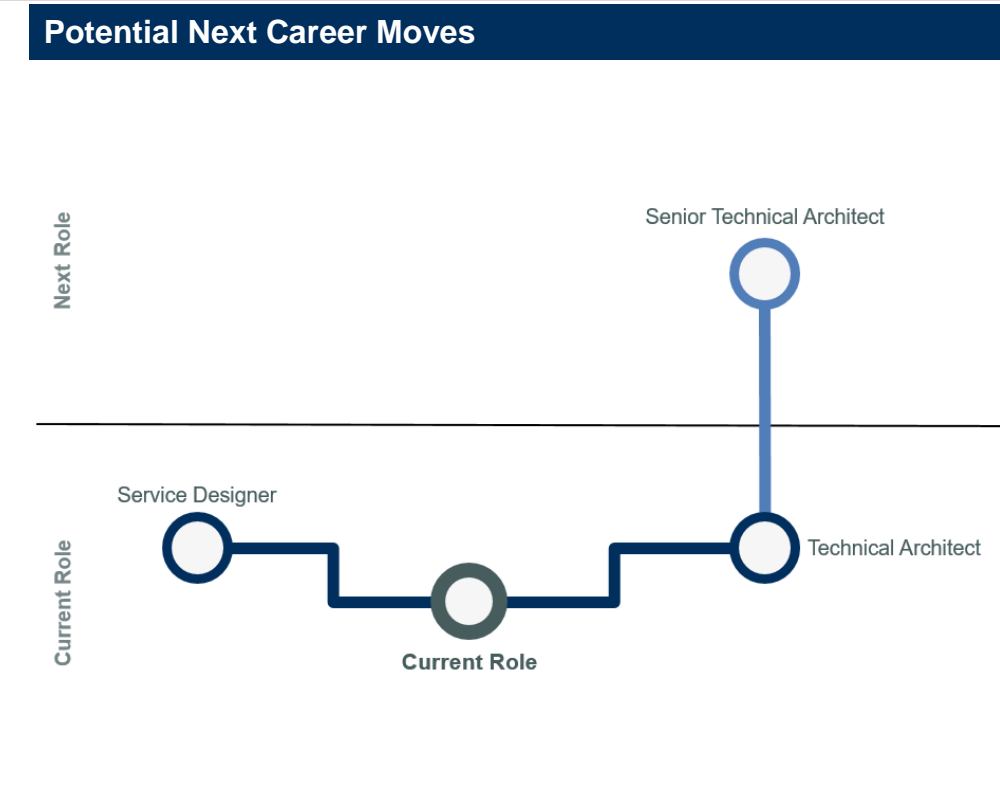 Potential Next Career Moves
Next Role
Senior Technical Architect
Service Designer
Technical Architect
Current Role
Current Role